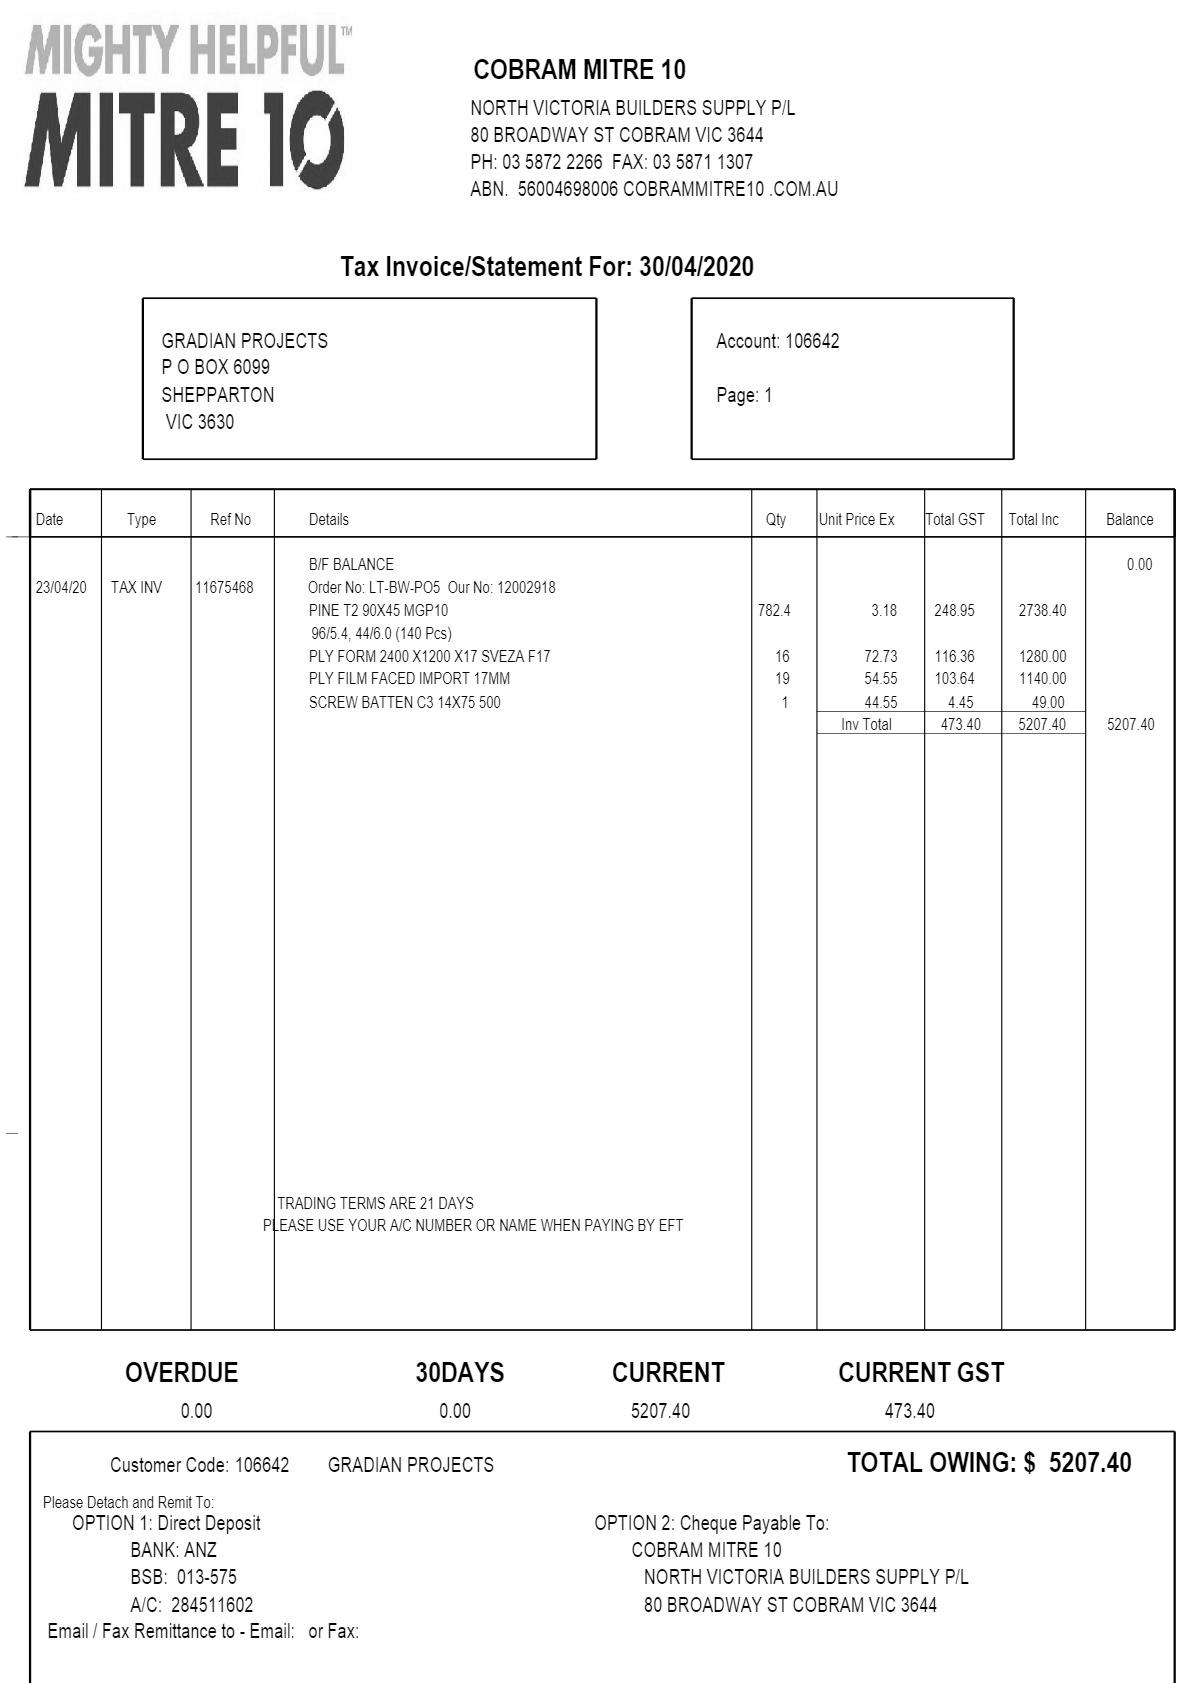 MIGHTY HELPFUL™
MITRE 10
COBRAM MITRE 10
NORTH VICTORIA BUILDERS SUPPLY P/L
80 BROADWAY ST COBRAM VIC 3644
PH: 03 5872 2266 FAX: 03 5871 1307
ABN. 56004698006 COBRAMMITRE10 .COM.AU
Tax Invoice/Statement For: 30/04/2020
GRADIAN PROJECTS
P O BOX 6099
SHEPPARTON
VIC 3630
Account: 106642
Page: 1
Date Type Ref No Details Qty Unit Price Ex Total GST Total Inc Balance
B/F BALANCE 0.00
23/04/20 TAX INV 11675468 Order No: LT-BW-PO5 Our No: 12002918
PINE T2 90X45 MGP10 782.4 3.18 248.95 2738.40
96/5.4, 44/6.0 (140 Pcs)
PLY FORM 2400 X1200 X17 SVEZA F17 16 72.73 116.36 1280.00
PLY FILM FACED IMPORT 17MM 19 54.55 103.64 1140.00
SCREW BATTEN C3 14X75 500 1 44.55 4.45 49.00
Inv Total 473.40 5207.40 5207.40
TRADING TERMS ARE 21 DAYS
PLEASE USE YOUR A/C NUMBER OR NAME WHEN PAYING BY EFT
OVERDUE 30DAYS CURRENT CURRENT GST
0.00 0.00 5207.40 473.40
Customer Code: 106642 GRADIAN PROJECTS TOTAL OWING: $ 5207.40
Please Detach and Remit To:
OPTION 1: Direct Deposit OPTION 2: Cheque Payable To:
BANK: ANZ COBRAM MITRE 10
BSB: 013-575 NORTH VICTORIA BUILDERS SUPPLY P/L
A/C: 284511602 80 BROADWAY ST COBRAM VIC 3644
Email / Fax Remittance to - Email: or Fax: